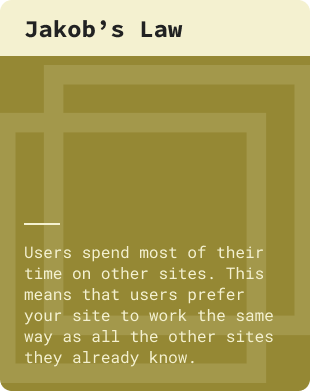 Jakob’s Law
Users spend most of their
time on other sites. This
means that users prefer
your site to work the same
way as all the other sites
they already know.